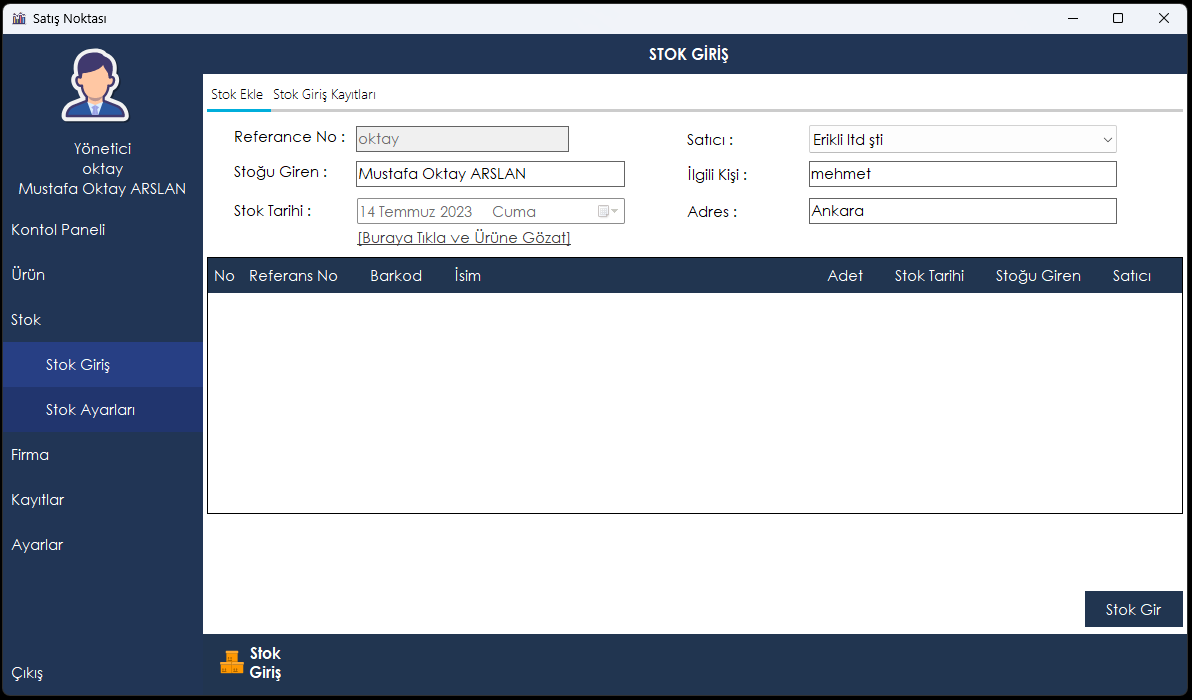 Satış Noktası
STOK GİRİŞ
Yönetici
oktay
Mustafa Oktay ARSLAN
Kontol Paneli
Ürün
Stok
Stok Giriş
Stok Ayarları
Firma
Kayıtlar
Ayarlar
Çıkış
Stok Ekle Stok Giriş Kayıtları
Referance No : oktay
Satıcı : Erikli ltd şti
Stoğu Giren : Mustafa Oktay ARSLAN
İlgili Kişi : mehmet
Stok Tarihi : 14 Temmuz 2023 Cuma
Adres : Ankara
[Buraya Tıkla ve Ürüne Gözat]
No Referans No Barkod İsim Adet Stok Tarihi Stoğu Giren Satıcı
Stok Gir
Stok
Giriş